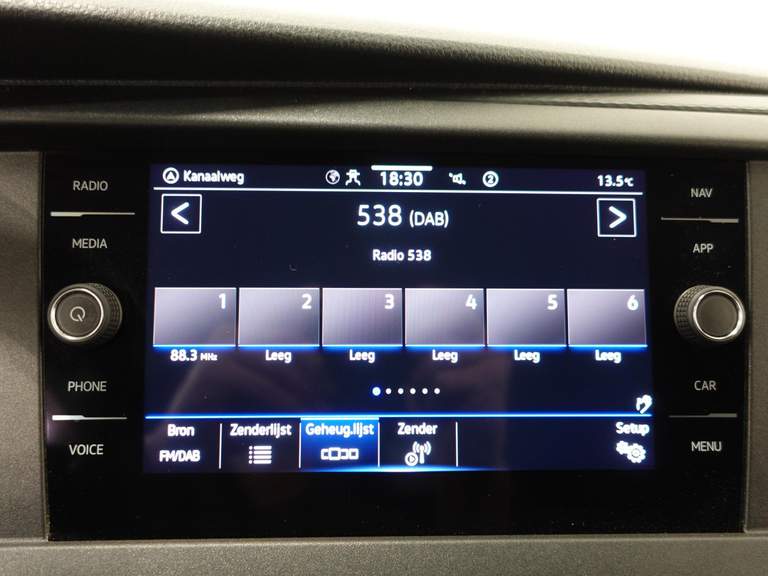 RADIO
MEDIA
PHONE
VOICE
Kanaalweg
18:30
2
13.5°C
<
538 (DAB)
>
Radio 538
1 2 3 4 5 6
88.3 MHz Leeg Leeg Leeg Leeg Leeg
Bron Zenderlijst Geheug.lijst Zender Setup
FM/DAB
NAV
APP
CAR
MENU